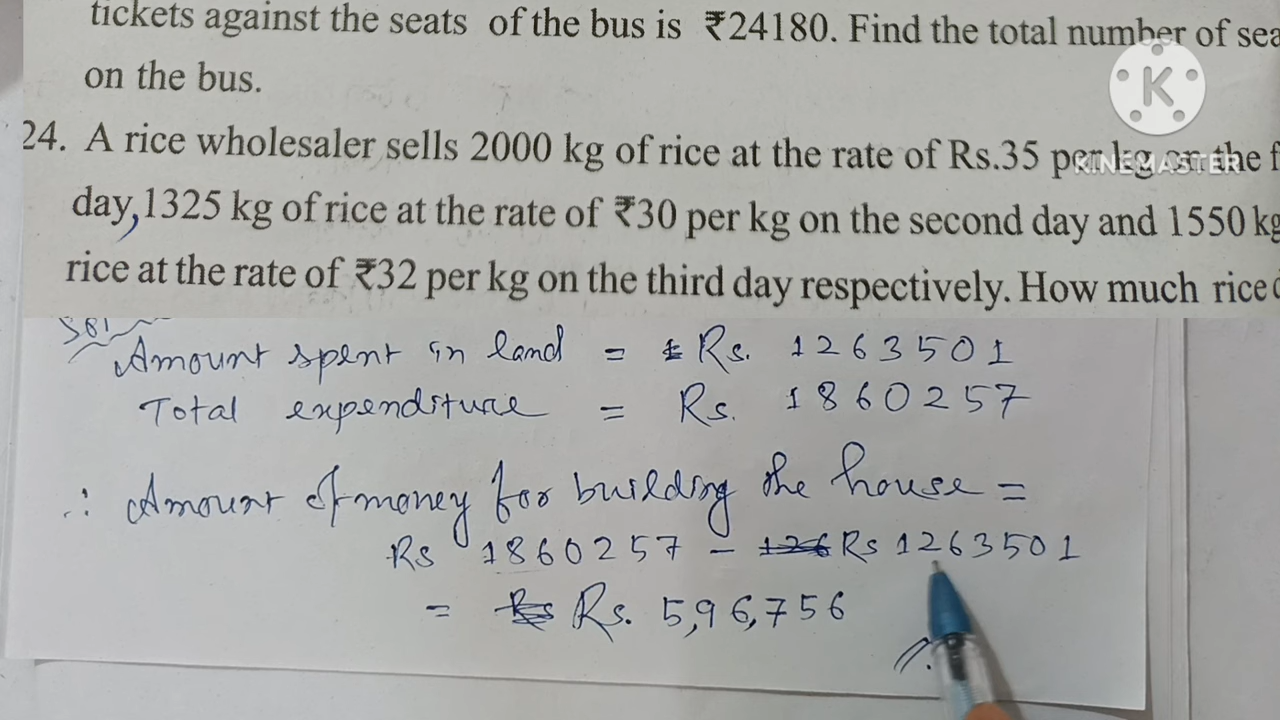 tickets against the seats of the bus is ₹24180. Find the total number of sea
on the bus.
24. A rice wholesaler sells 2000 kg of rice at the rate of Rs.35 per kg on the f
day, 1325 kg of rice at the rate of ₹30 per kg on the second day and 1550 kg
rice at the rate of ₹32 per kg on the third day respectively. How much rice
K
KINEMASTER
Sol
Amount spent in land = Rs. 1263501
Total expenditure = Rs. 1860257
∴ Amount of money for building the house =
Rs 1860257 - Rs 1263501
= Rs. 5,96,756